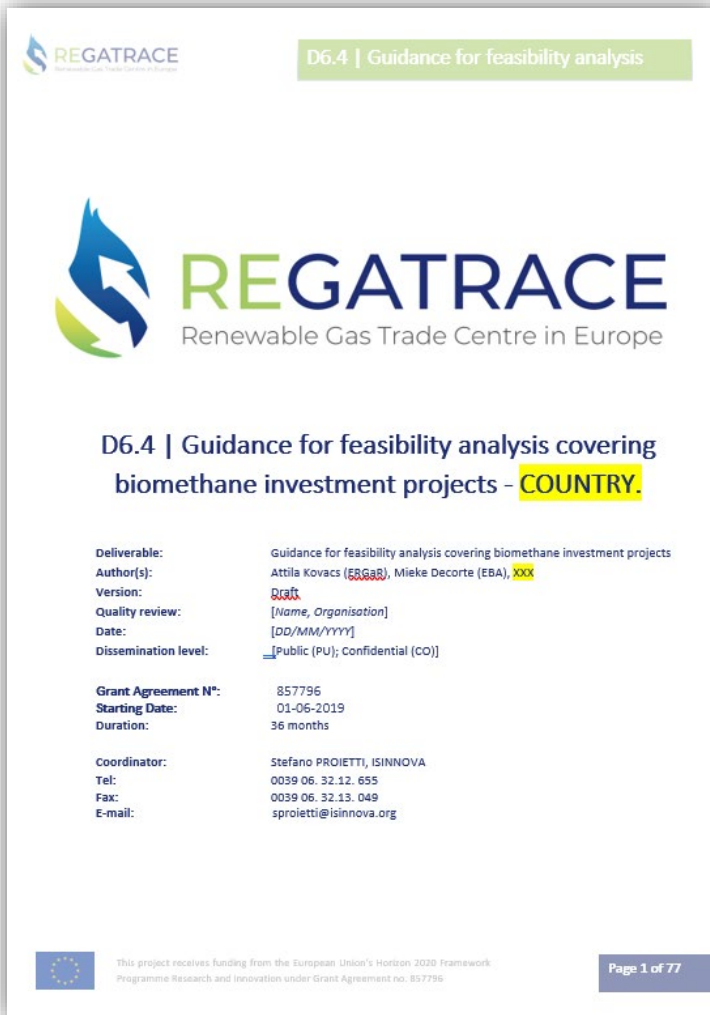 REGATRACE
Renewable Gas Trade Centre in Europe
D6.4 | Guidance for feasibility analysis
REGATRACE
Renewable Gas Trade Centre in Europe
D6.4 | Guidance for feasibility analysis covering
biomethane investment projects - COUNTRY.
Deliverable: Guidance for feasibility analysis covering biomethane investment projects
Author(s): Attila Kovacs (ERGaR), Mieke Decorte (EBA), XXX
Version: Draft
Quality review: [Name, Organisation]
Date: [DD/MM/YYYY]
Dissemination level: [Public (PU); Confidential (CO)]
Grant Agreement N°: 857796
Starting Date: 01-06-2019
Duration: 36 months
Coordinator: Stefano PROIETTI, ISINNOVA
Tel: 0039 06. 32.12. 655
Fax: 0039 06. 32.13. 049
E-mail: sproietti@isinnova.org
This project receives funding from the European Union's Horizon 2020 Framework
Programme Research and Innovation under Grant Agreement no. 857796
Page 1 of 77